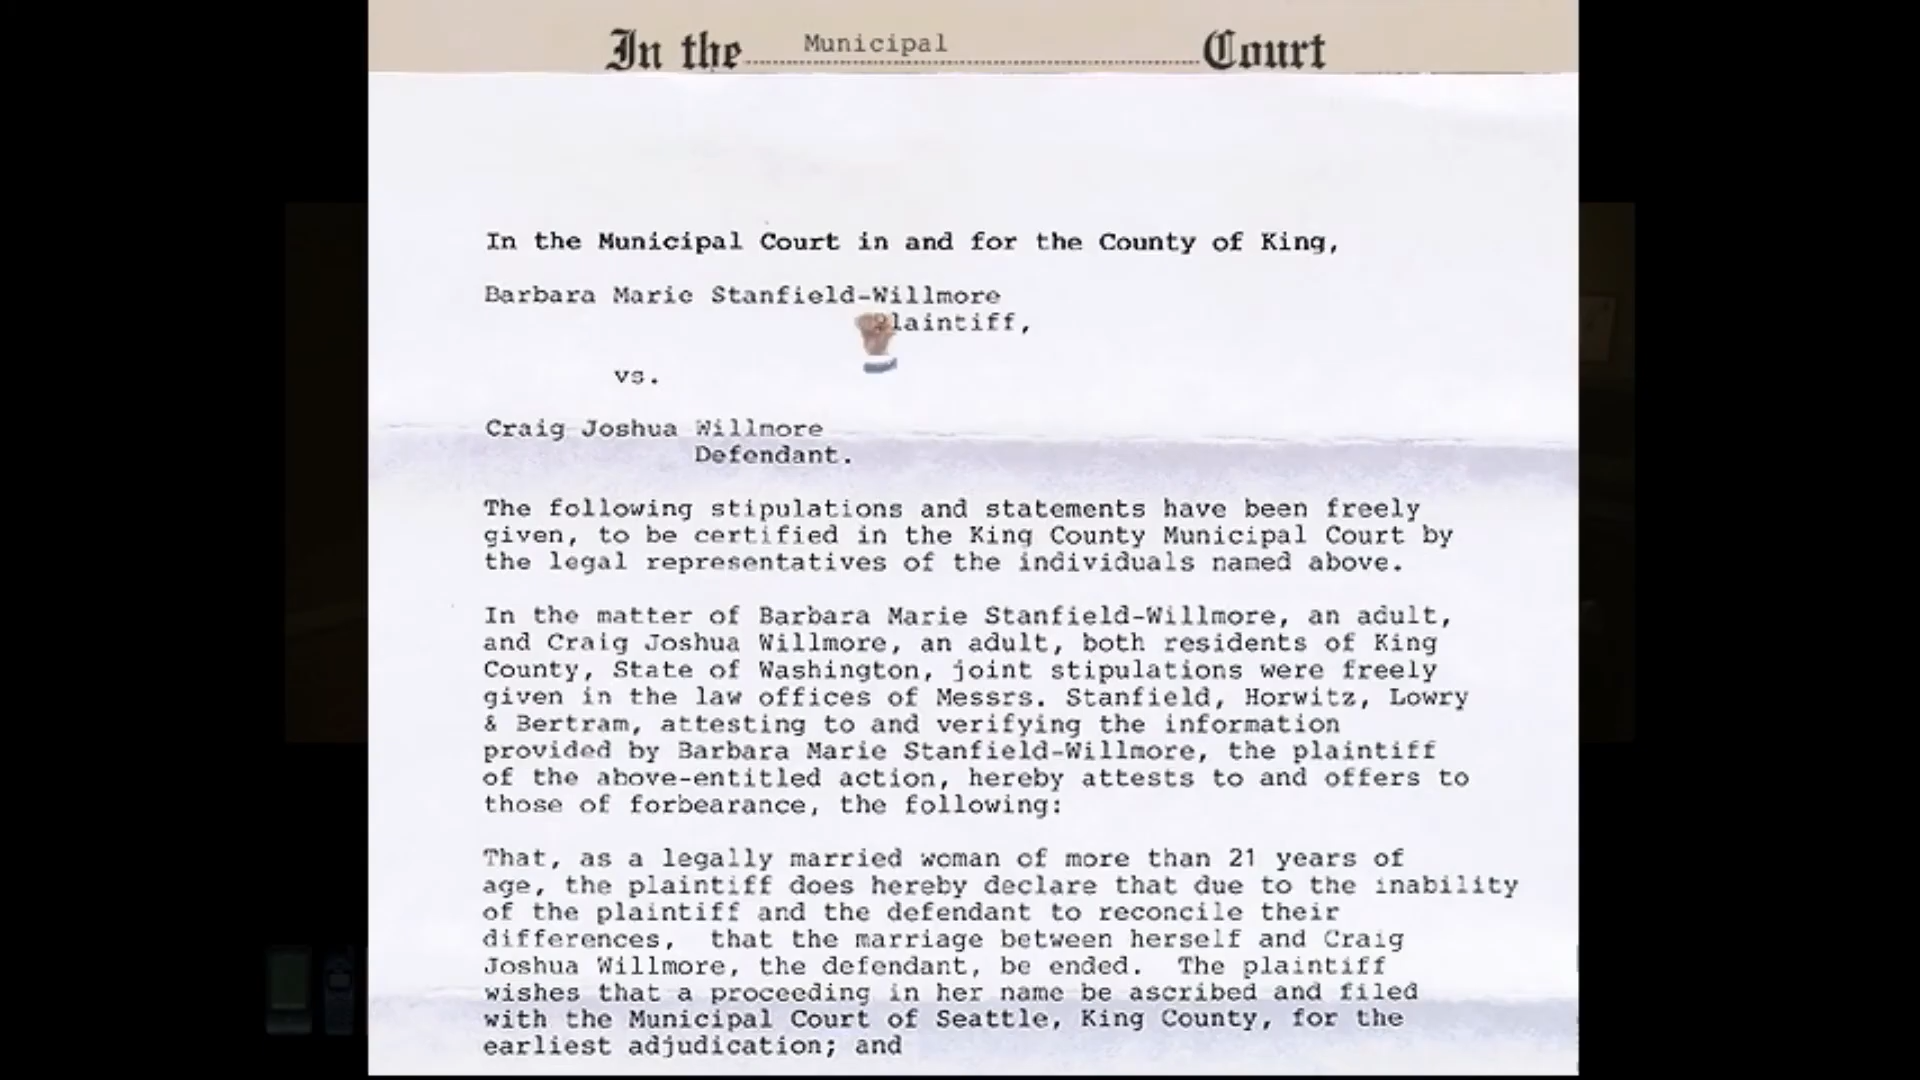 In the Municipal Court
In the Municipal Court in and for the County of King,
Barbara Marie Stanfield-Willmore
Plaintiff,
vs.
Craig Joshua Willmore
Defendant.
The following stipulations and statements have been freely
given, to be certified in the King County Municipal Court by
the legal representatives of the individuals named above.
In the matter of Barbara Marie Stanfield-Willmore, an adult,
and Craig Joshua Willmore, an adult, both residents of King
County, State of Washington, joint stipulations were freely
given in the law offices of Messrs. Stanfield, Horwitz, Lowry
& Bertram, attesting to and verifying the information
provided by Barbara Marie Stanfield-Willmore, the plaintiff
of the above-entitled action, hereby attests to and offers to
those of forbearance, the following:
That, as a legally married woman of more than 21 years of
age, the plaintiff does hereby declare that due to the inability
of the plaintiff and the defendant to reconcile their
differences, that the marriage between herself and Craig
Joshua Willmore, the defendant, be ended. The plaintiff
wishes that a proceeding in her name be ascribed and filed
with the Municipal Court of Seattle, King County, for the
earliest adjudication; and